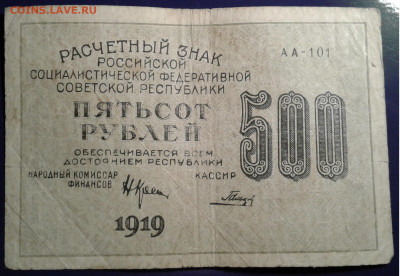 COINS.LAVE.RU
РАСЧЕТНЫЙ ЗНАК
РОССИЙСКОЙ
АА-101
СОЦИАЛИСТИЧЕСКОЙ ФЕДЕРАТИВНОЙ
СОВЕТСКОЙ РЕСПУБЛИКИ
ПЯТЬСОТ
РУБЛЕЙ
500
ОБЕСПЕЧИВАЕТСЯ ВСЕМ
ДОСТОЯНИЕМ РЕСПУБЛИКИ
НАРОДНЫЙ КОМИССАР
ФИНАНСОВ
КАССИР
1919